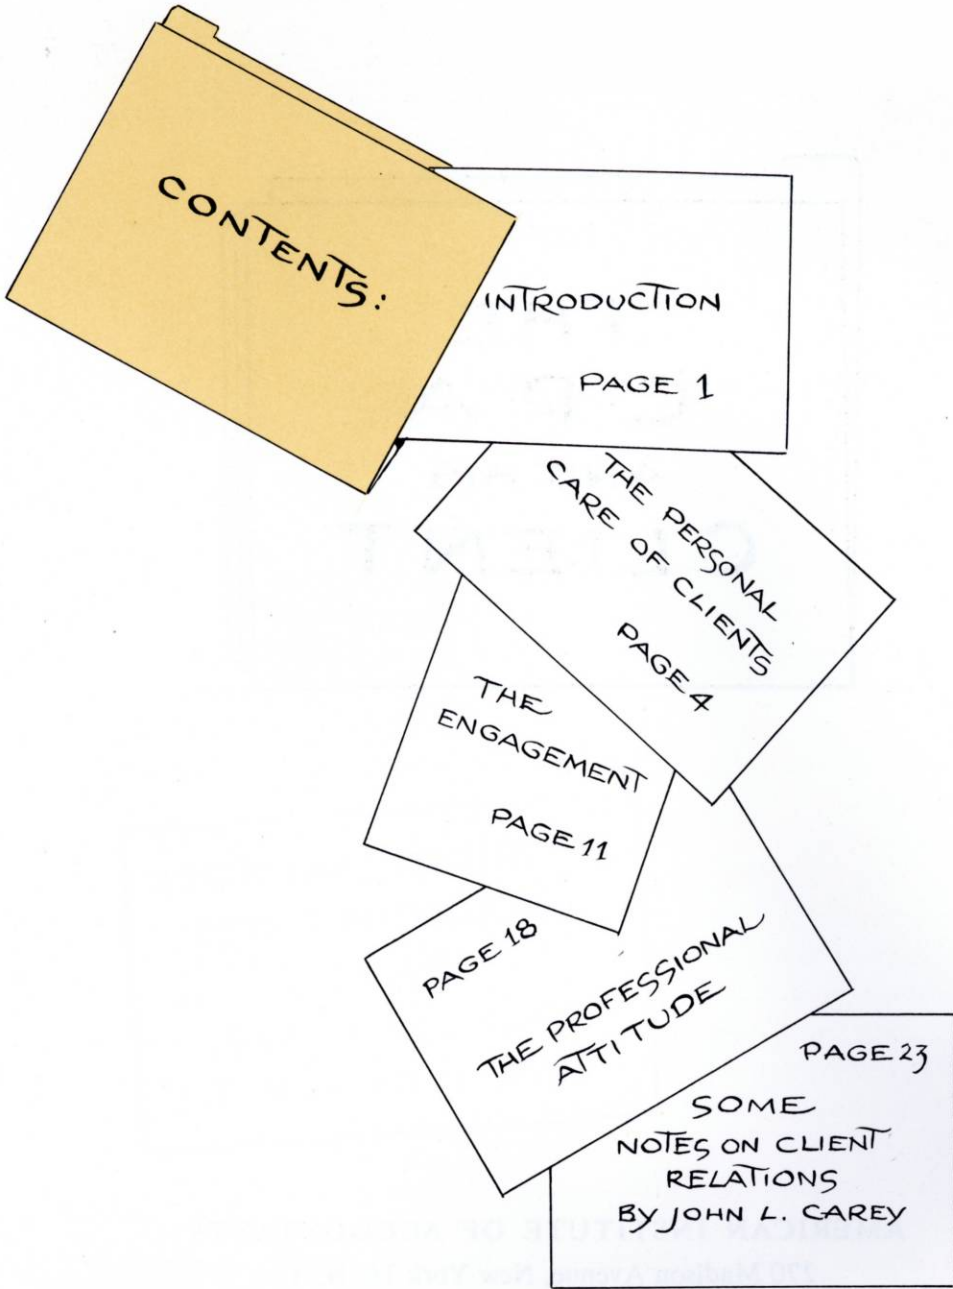 CONTENTS:
INTRODUCTION
PAGE 1
THE PERSONAL
CARE OF CLIENTS
PAGE 4
THE
ENGAGEMENT
PAGE 11
PAGE 18
THE PROFESSIONAL
ATTITUDE
PAGE 23
SOME
NOTES ON CLIENT
RELATIONS
BY JOHN L. CAREY